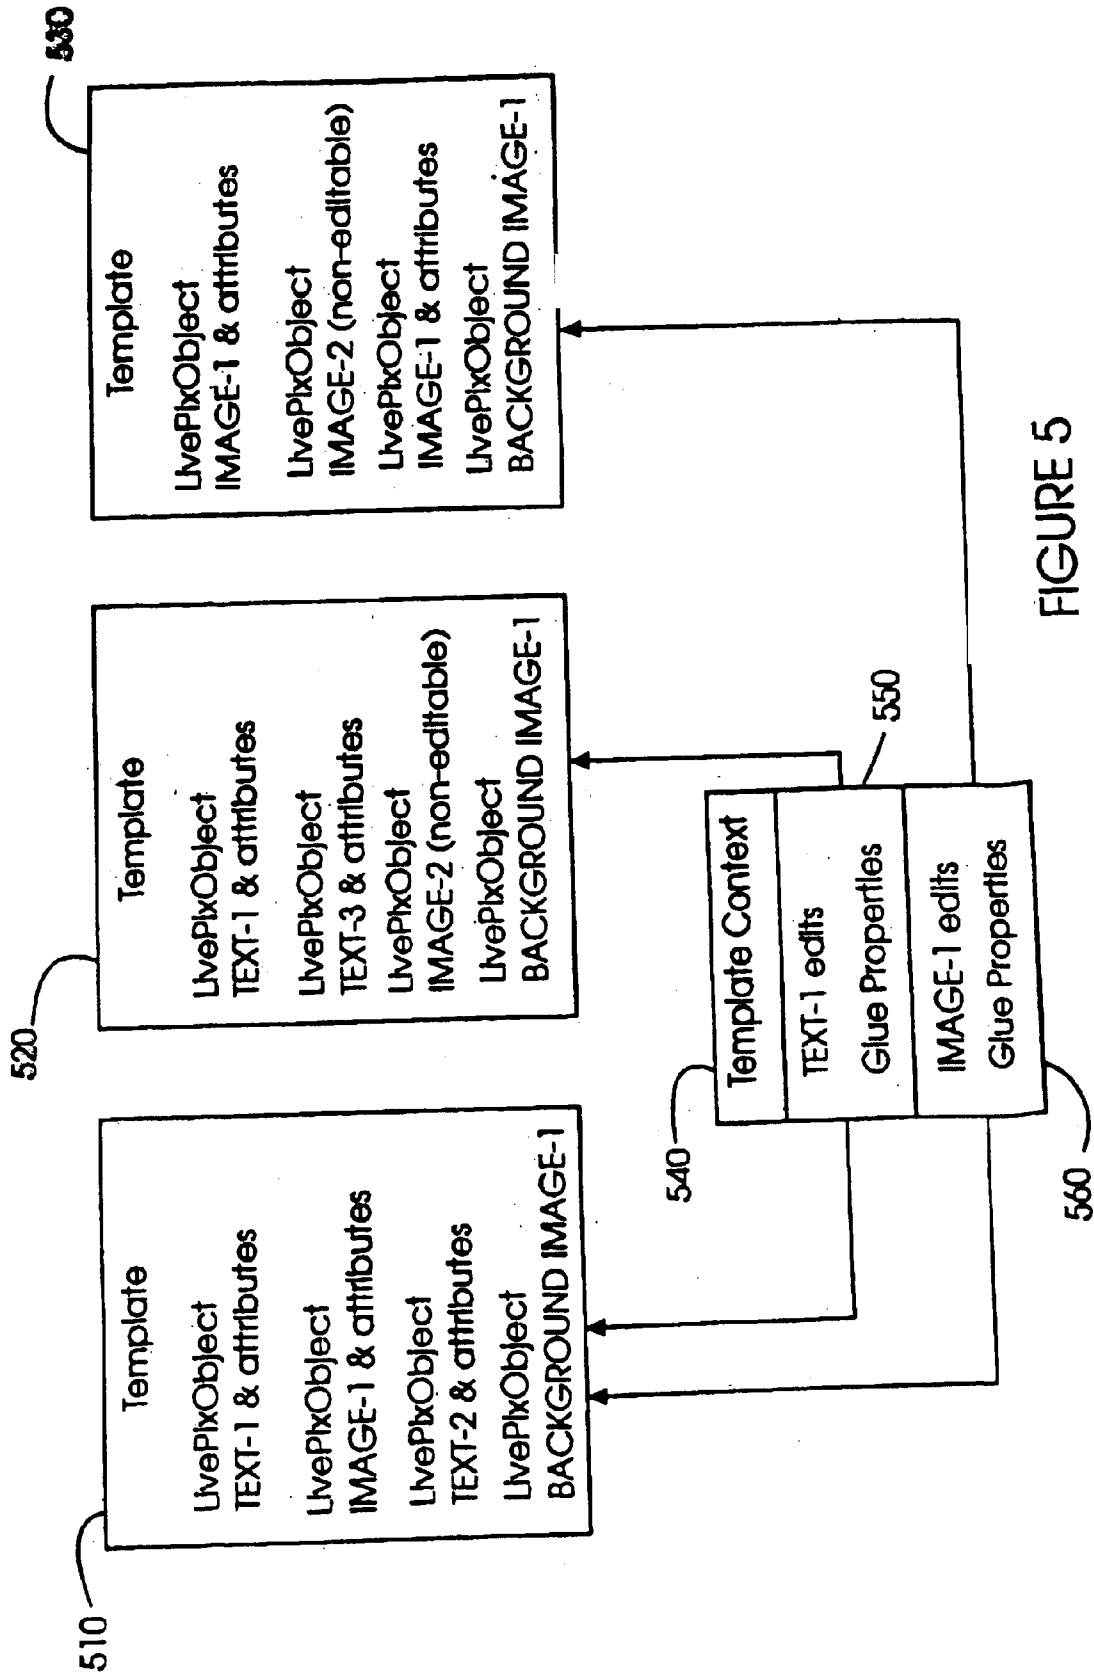 510
Template
LivePixObject
TEXT-1 & attributes
LivePixObject
IMAGE-1 & attributes
LivePixObject
TEXT-2 & attributes
LivePixObject
BACKGROUND IMAGE-1
520
Template
LivePixObject
TEXT-1 & attributes
LivePixObject
TEXT-3 & attributes
LivePixObject
IMAGE-2 (non-editable)
LivePixObject
BACKGROUND IMAGE-1
530
Template
LivePixObject
IMAGE-1 & attributes
LivePixObject
IMAGE-2 (non-editable)
LivePixObject
IMAGE-1 & attributes
LivePixObject
BACKGROUND IMAGE-1
540
Template Context
TEXT-1 edits
Glue Properties
550
IMAGE-1 edits
Glue Properties
560
FIGURE 5